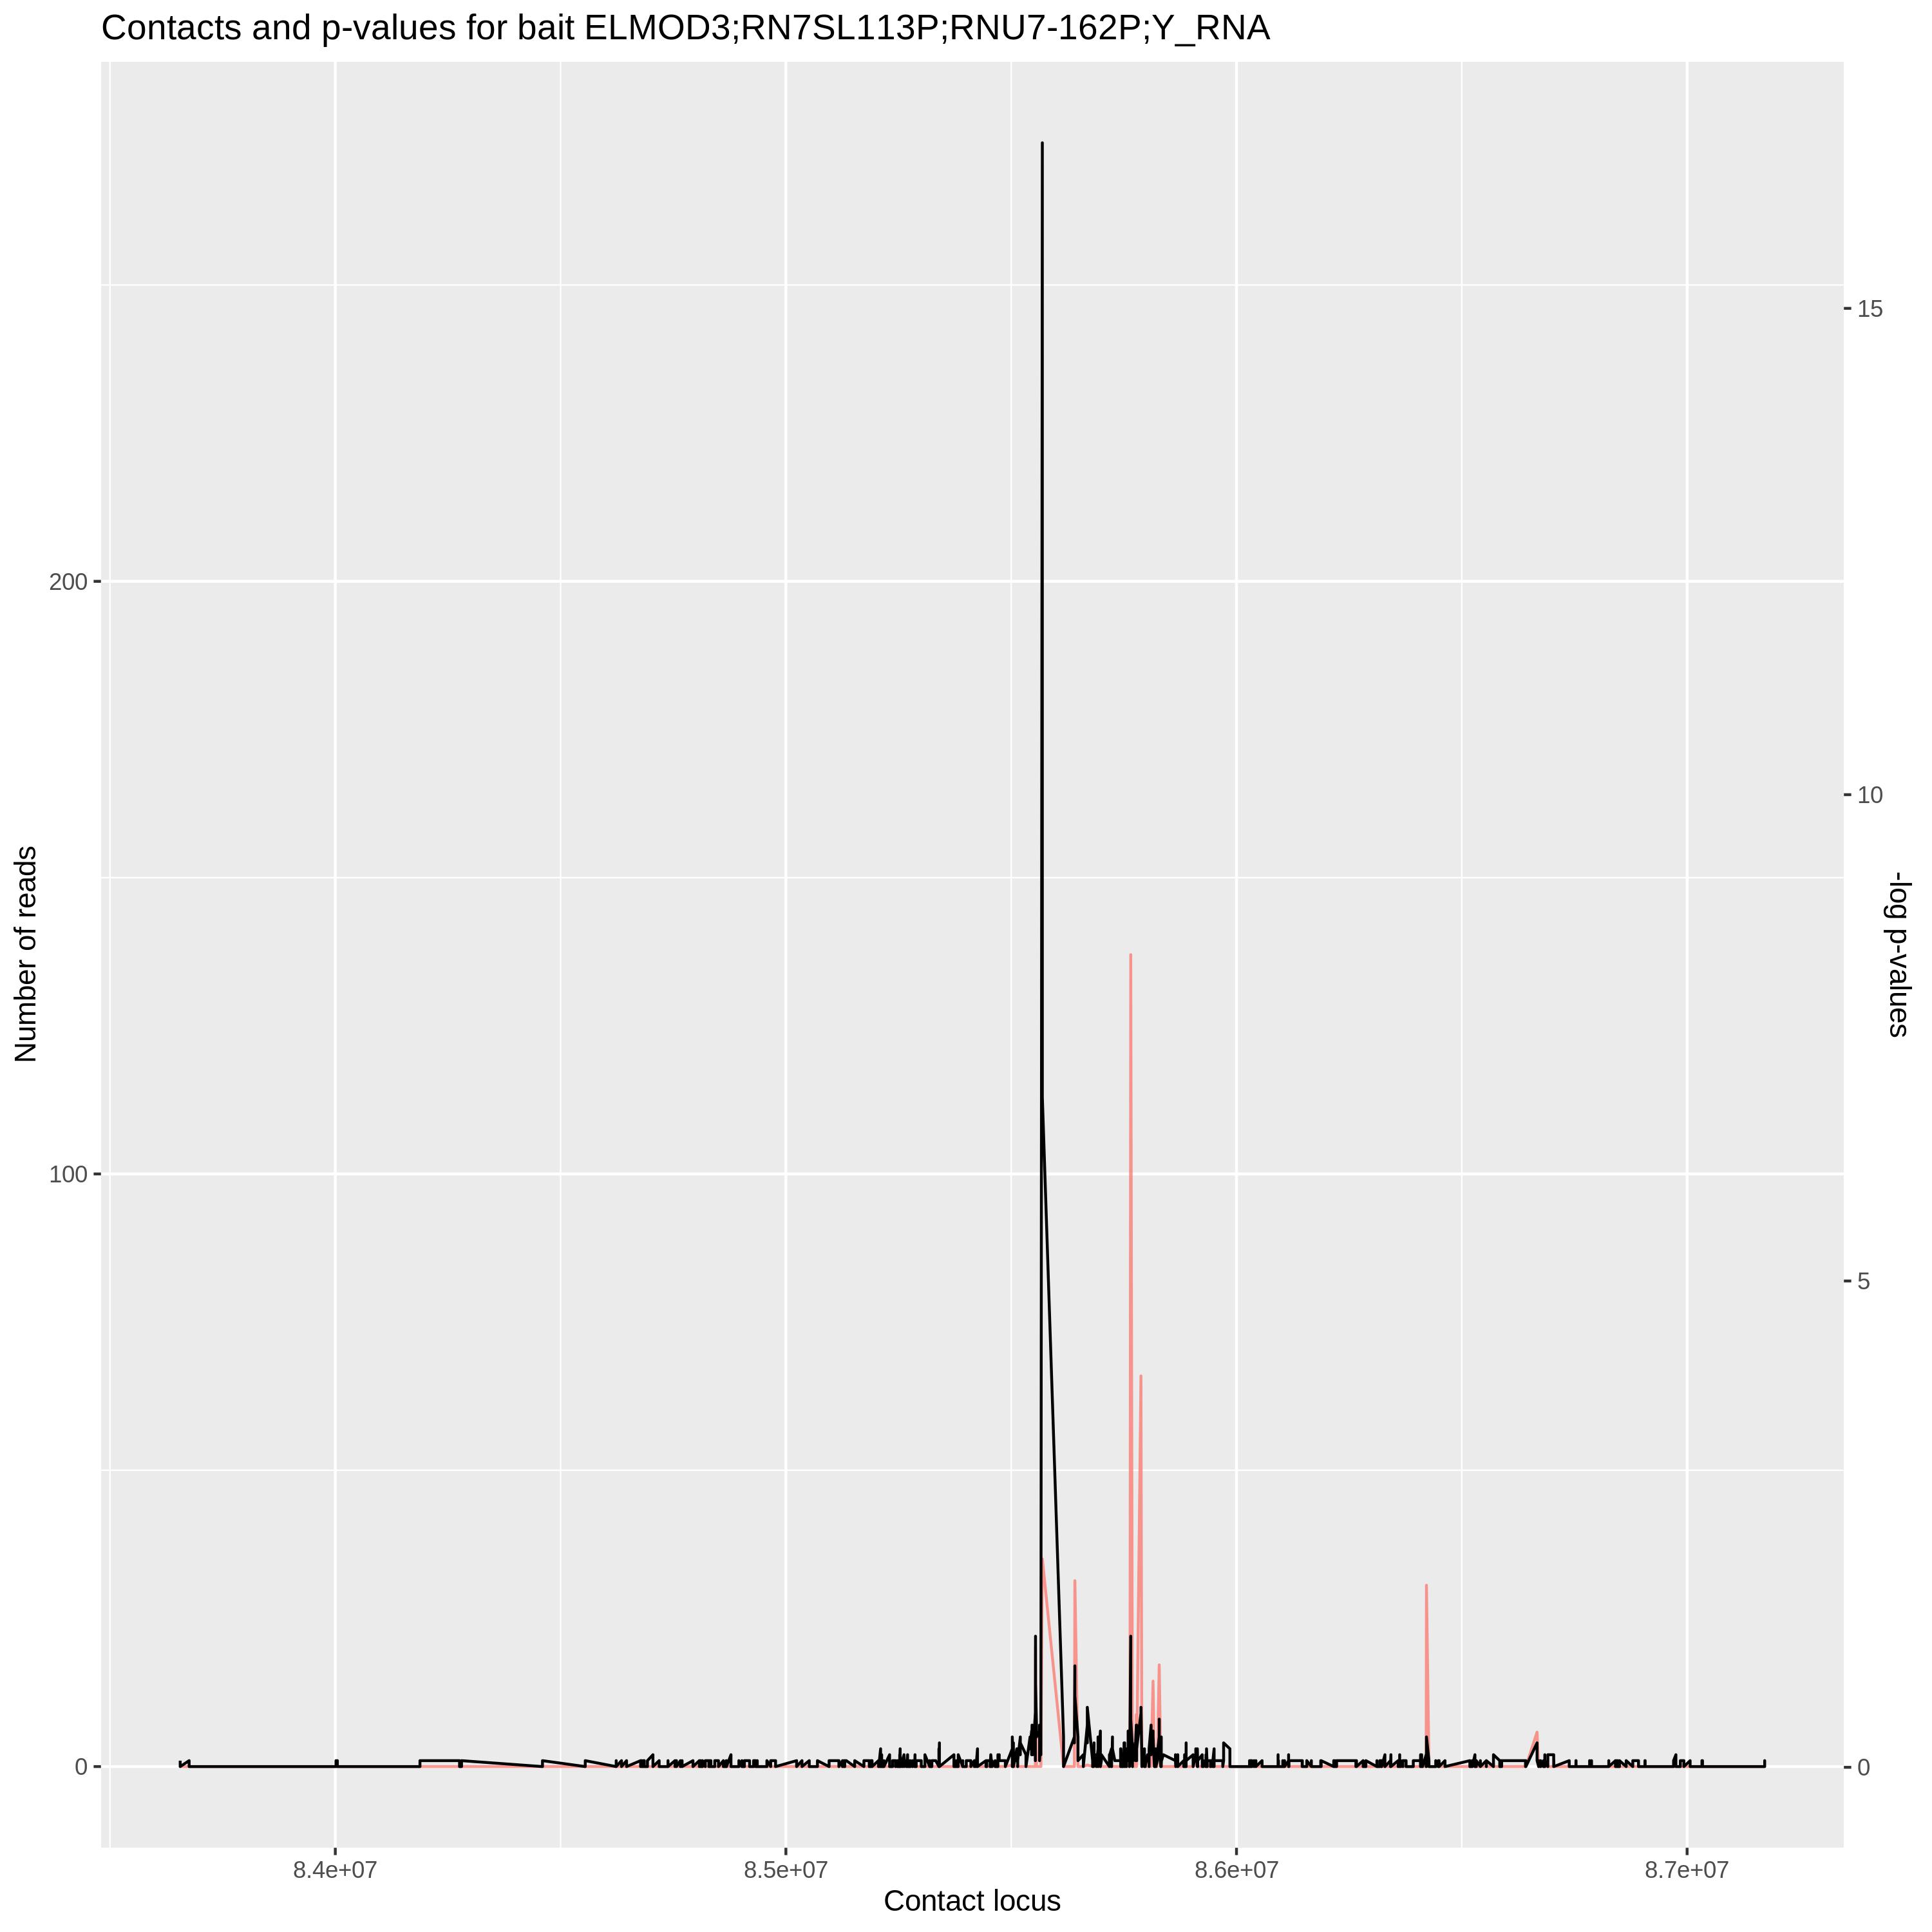 Contacts and p-values for bait ELMOD3;RN7SL113P;RNU7-162P;Y_RNA
Number of reads
200
100
0
15
10
5
0
-log p-values
8.4e+07
8.5e+07
8.6e+07
8.7e+07
Contact locus